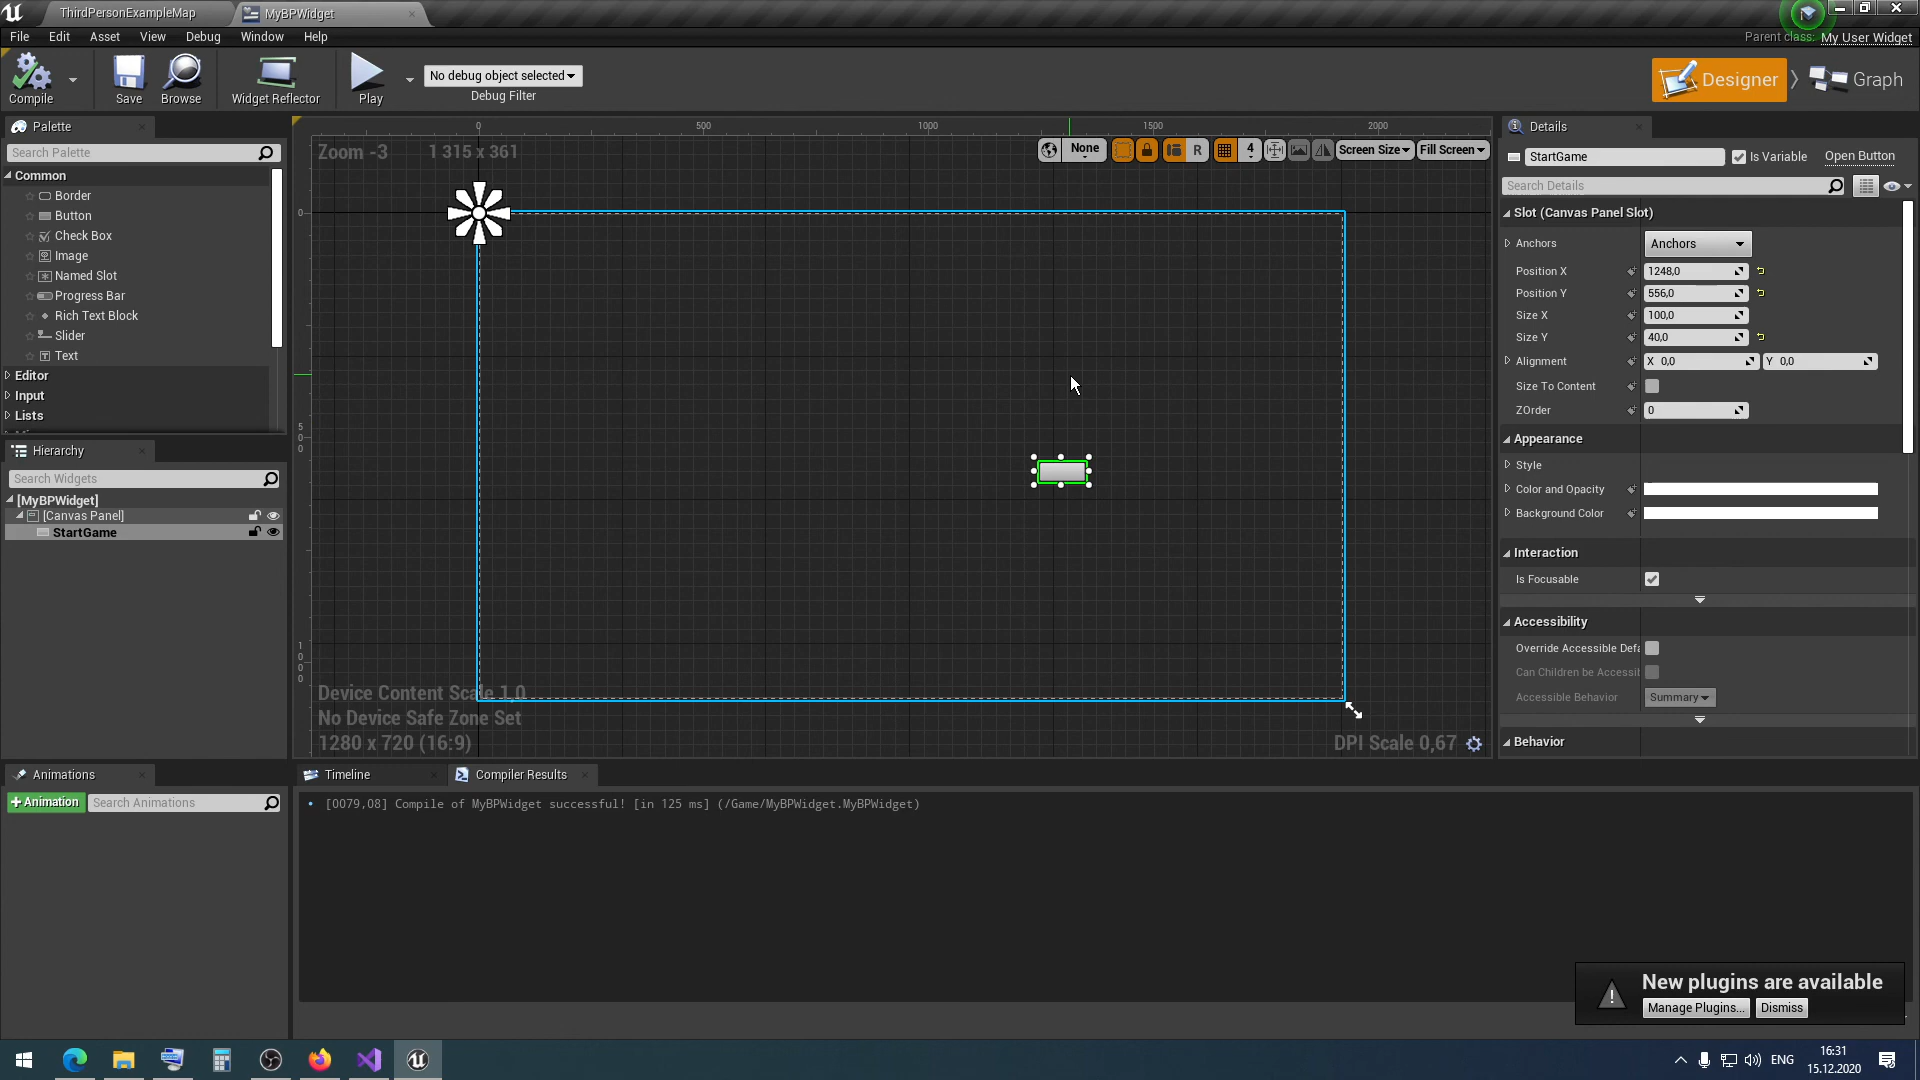 ThirdPersonExampleMap
MyBPWidget
File Edit Asset View Debug Window Help
Parent class: My User Widget
Compile
Save
Browse
Widget Reflector
Play
No debug object selected
Debug Filter
Designer
Graph
Palette
Search Palette
Common
Border
Button
Check Box
Image
Named Slot
Progress Bar
Rich Text Block
Slider
Text
Editor
Input
Lists
Hierarchy
Search Widgets
[MyBPWidget]
[Canvas Panel]
StartGame
Animations
+Animation
Search Animations
0 500 1000 1500 2000
Zoom -3
1 315 x 361
None
R
4
Screen Size
Fill Screen
0
500
1000
Device Content Scale 1,0
No Device Safe Zone Set
1280 x 720 (16:9)
DPI Scale 0,67
Timeline
Compiler Results
[0079,08] Compile of MyBPWidget successful! [in 125 ms] (/Game/MyBPWidget.MyBPWidget)
Details
StartGame
Is Variable
Open Button
Search Details
Slot (Canvas Panel Slot)
Anchors Anchors
Position X 1248,0
Position Y 556,0
Size X 100,0
Size Y 40,0
Alignment X 0,0 Y 0,0
Size To Content
ZOrder 0
Appearance
Style
Color and Opacity
Background Color
Interaction
Is Focusable
Accessibility
Override Accessible Defa
Can Children be Accessib
Accessible Behavior Summary
Behavior
New plugins are available
Manage Plugins... Dismiss
ENG
16:31
15.12.2020